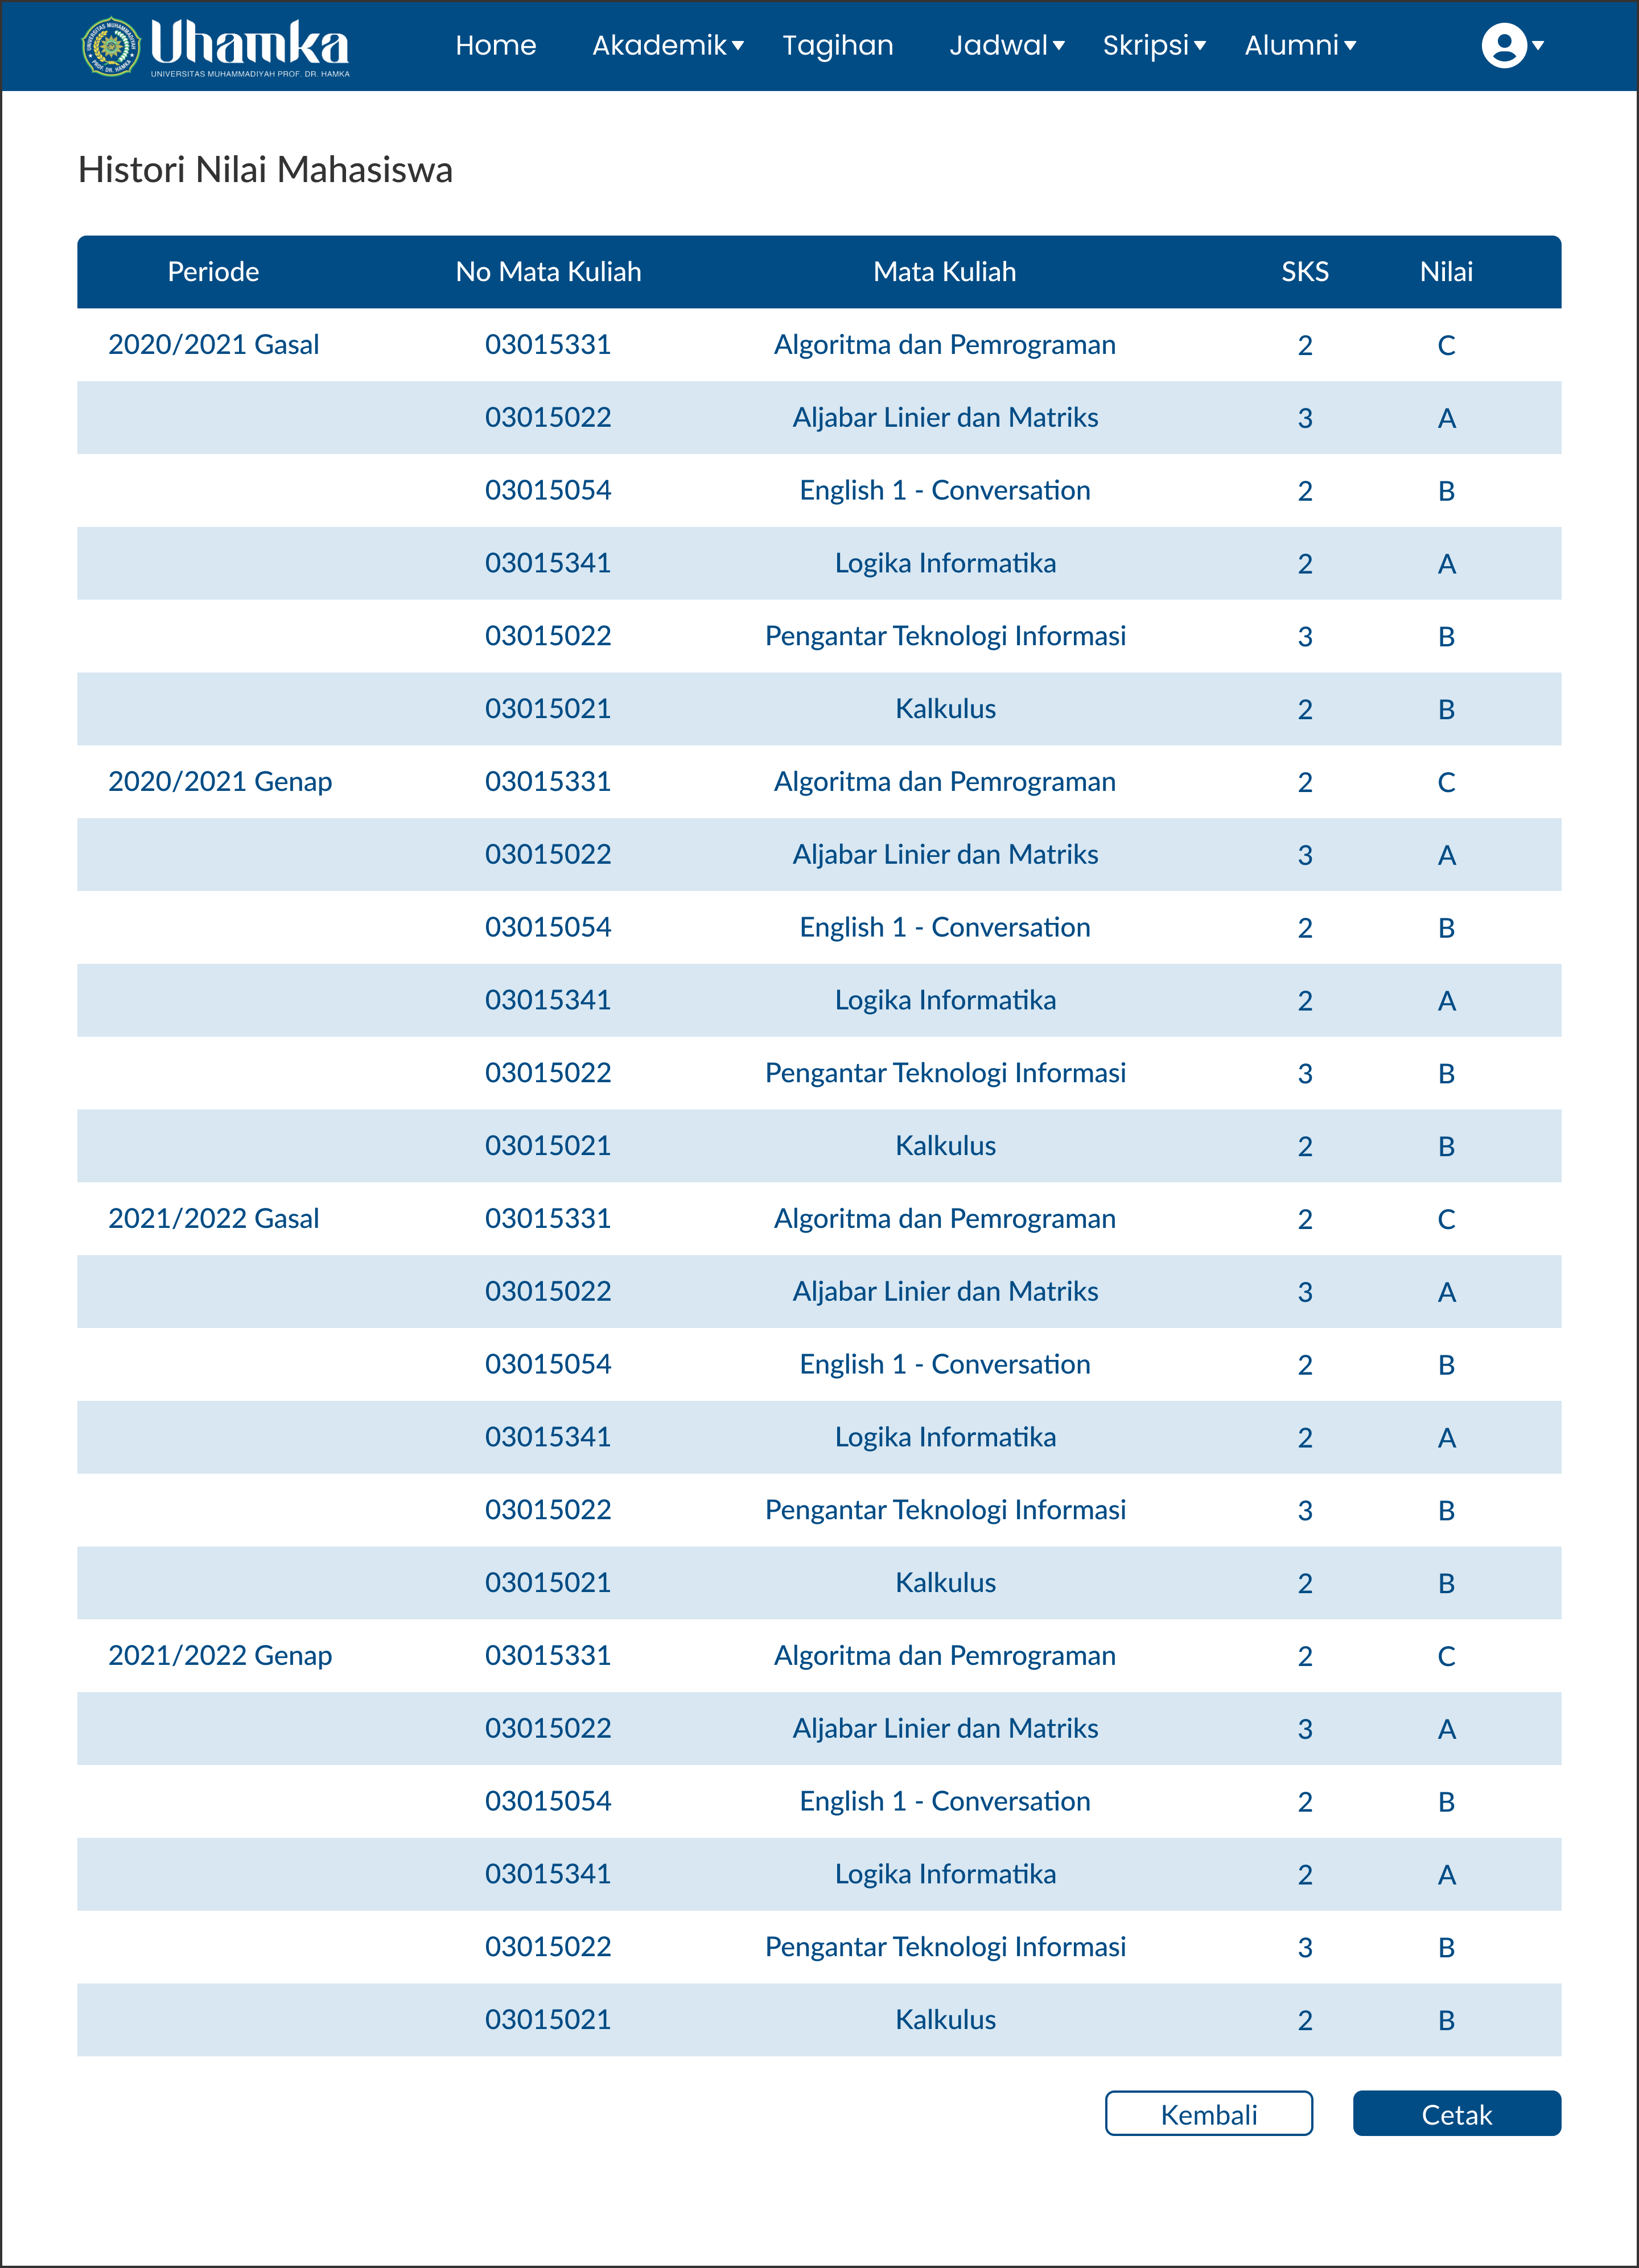 Uhamka
UNIVERSITAS MUHAMMADIYAH PROF. DR. HAMKA
Home Akademik Tagihan Jadwal Skripsi Alumni
Histori Nilai Mahasiswa
Periode No Mata Kuliah Mata Kuliah SKS Nilai
2020/2021 Gasal 03015331 Algoritma dan Pemrograman 2 C
03015022 Aljabar Linier dan Matriks 3 A
03015054 English 1 - Conversation 2 B
03015341 Logika Informatika 2 A
03015022 Pengantar Teknologi Informasi 3 B
03015021 Kalkulus 2 B
2020/2021 Genap 03015331 Algoritma dan Pemrograman 2 C
03015022 Aljabar Linier dan Matriks 3 A
03015054 English 1 - Conversation 2 B
03015341 Logika Informatika 2 A
03015022 Pengantar Teknologi Informasi 3 B
03015021 Kalkulus 2 B
2021/2022 Gasal 03015331 Algoritma dan Pemrograman 2 C
03015022 Aljabar Linier dan Matriks 3 A
03015054 English 1 - Conversation 2 B
03015341 Logika Informatika 2 A
03015022 Pengantar Teknologi Informasi 3 B
03015021 Kalkulus 2 B
2021/2022 Genap 03015331 Algoritma dan Pemrograman 2 C
03015022 Aljabar Linier dan Matriks 3 A
03015054 English 1 - Conversation 2 B
03015341 Logika Informatika 2 A
03015022 Pengantar Teknologi Informasi 3 B
03015021 Kalkulus 2 B
Kembali Cetak